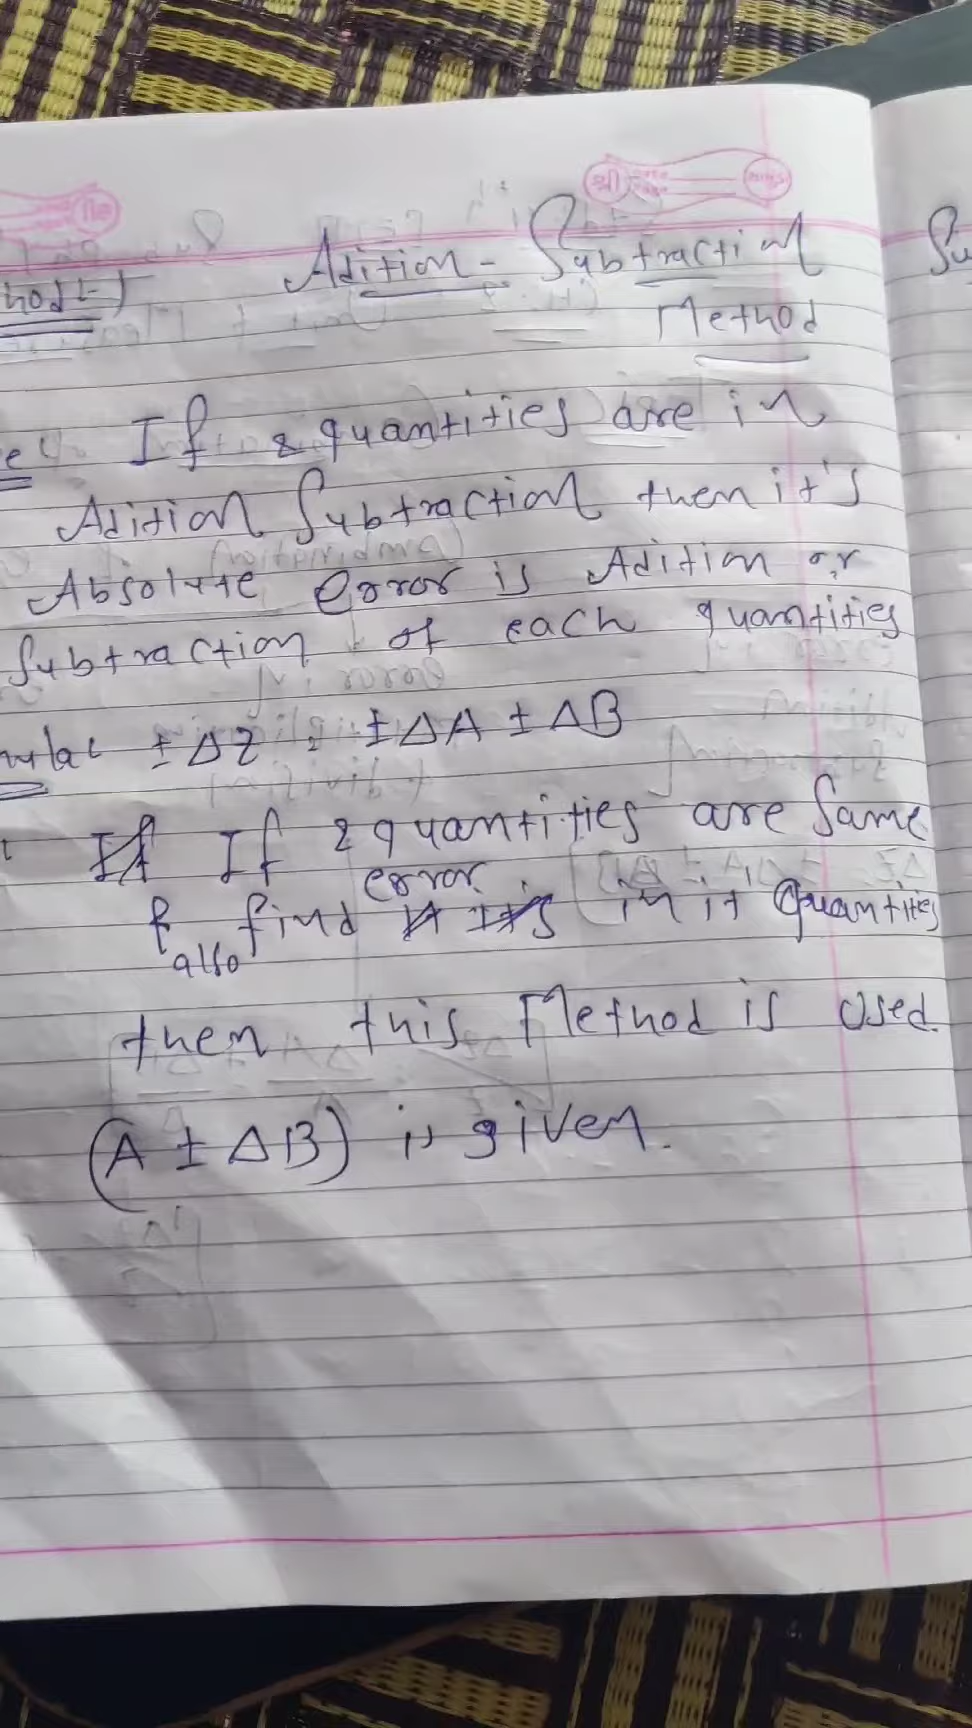 Adition - Subtraction
hod :-)
Method
If 2 quantities are in
Adition Subtraction then it's
Absolute error is Adition or
Subtraction of each quantities
± ΔZ = ± ΔA ± ΔB
If 2 quantities are Same
error
& find in it Quantities
also
then this Method is Used.
(A ± ΔB) is given.
श्री
Su